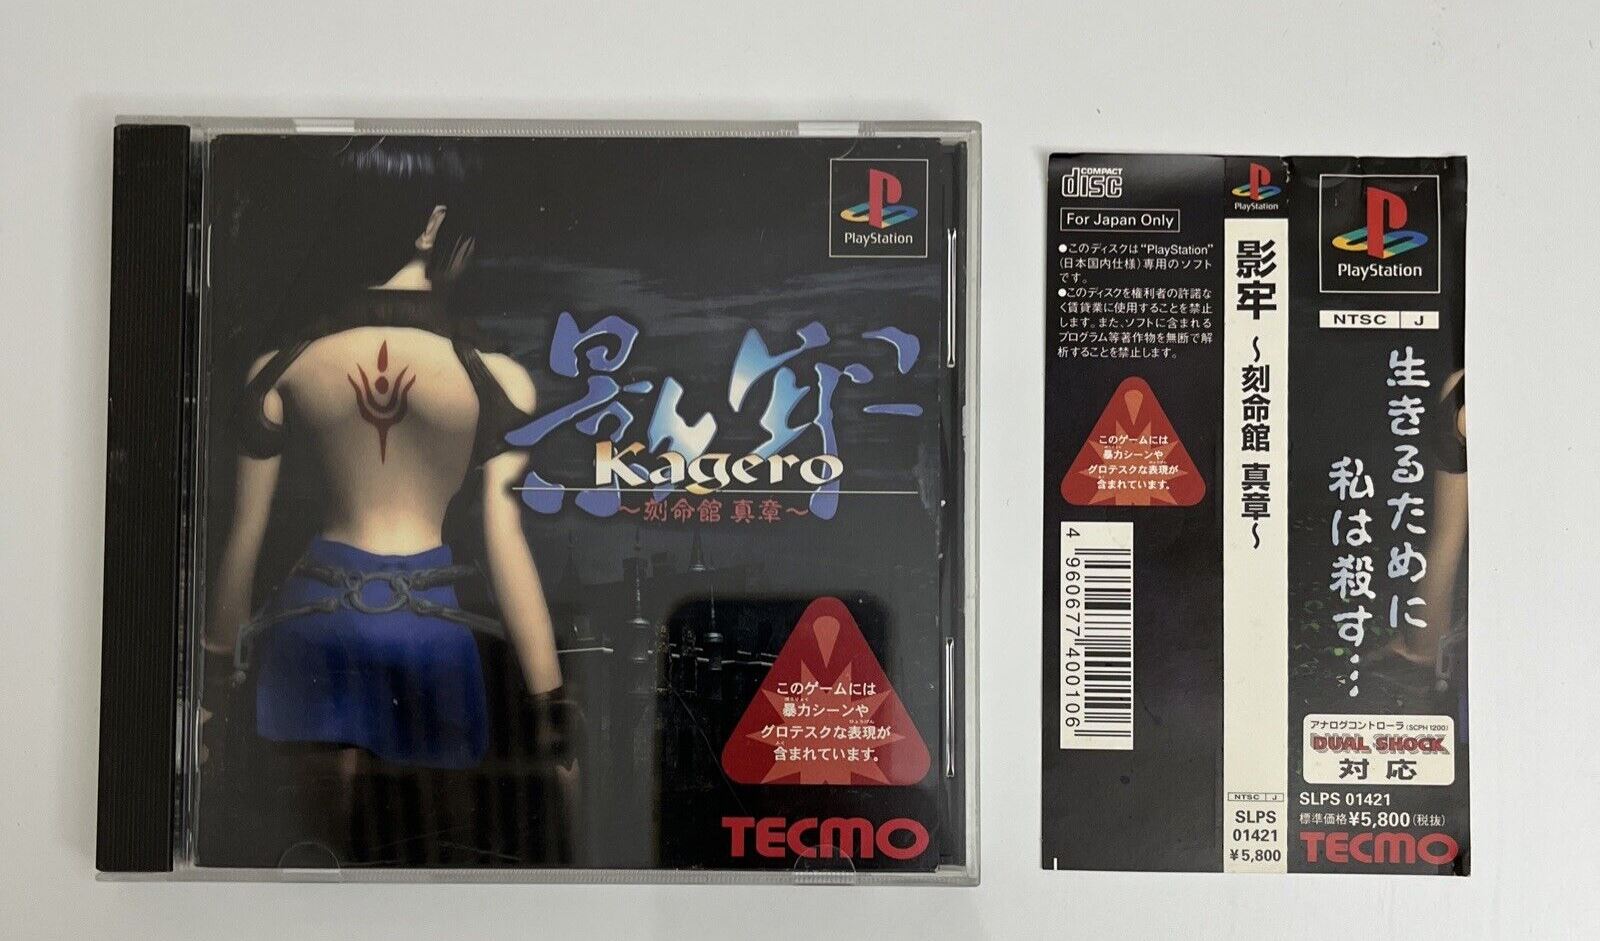 PlayStation
影牢
Kagero
～刻命館 真章～
このゲームには
暴力シーンや
グロテスクな表現が
含まれています。
TECMO
COMPACT
disc
For Japan Only
●このディスクは“PlayStation”
(日本国内仕様)専用のソフト
です。
●このディスクを権利者の許諾な
く賃貸業に使用することを禁止
します。また、ソフトに含まれる
プログラム等著作物を無断で解
析することを禁止します。
このゲームには
暴力シーンや
グロテスクな表現が
含まれています。
4 960677 400106
PlayStation
影牢 ～刻命館 真章～
NTSC J
SLPS
01421
¥5,800
PlayStation
NTSC J
生きるために
私は殺す…
アナログコントローラ(SCPH 1200)
DUAL SHOCK
対応
SLPS 01421
標準価格¥5,800(税抜)
TECMO